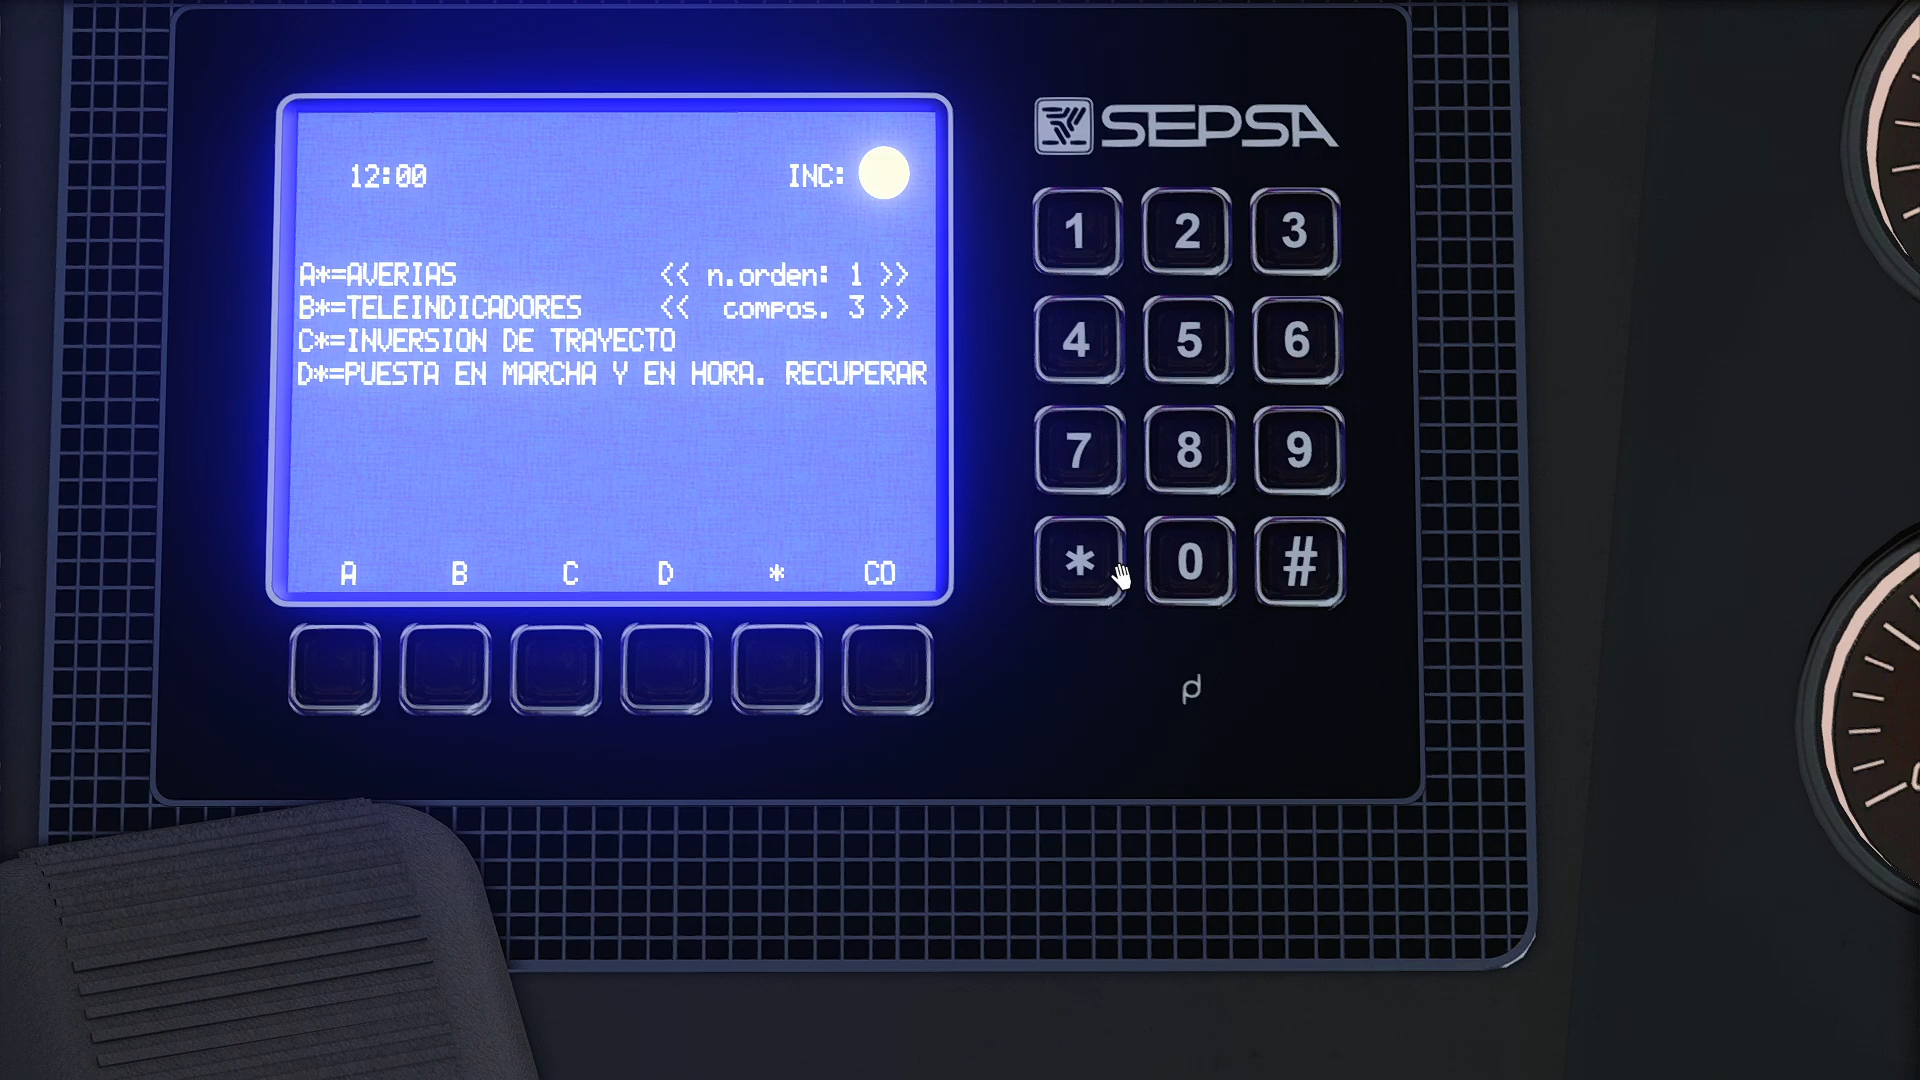 SEPSA
12:00 INC:
A*=AVERIAS << n.orden: 1 >>
B*=TELEINDICADORES << compos. 3 >>
C*=INVERSION DE TRAYECTO
D*=PUESTA EN MARCHA Y EN HORA. RECUPERAR
A B C D * CO
1 2 3
4 5 6
7 8 9
* 0 #